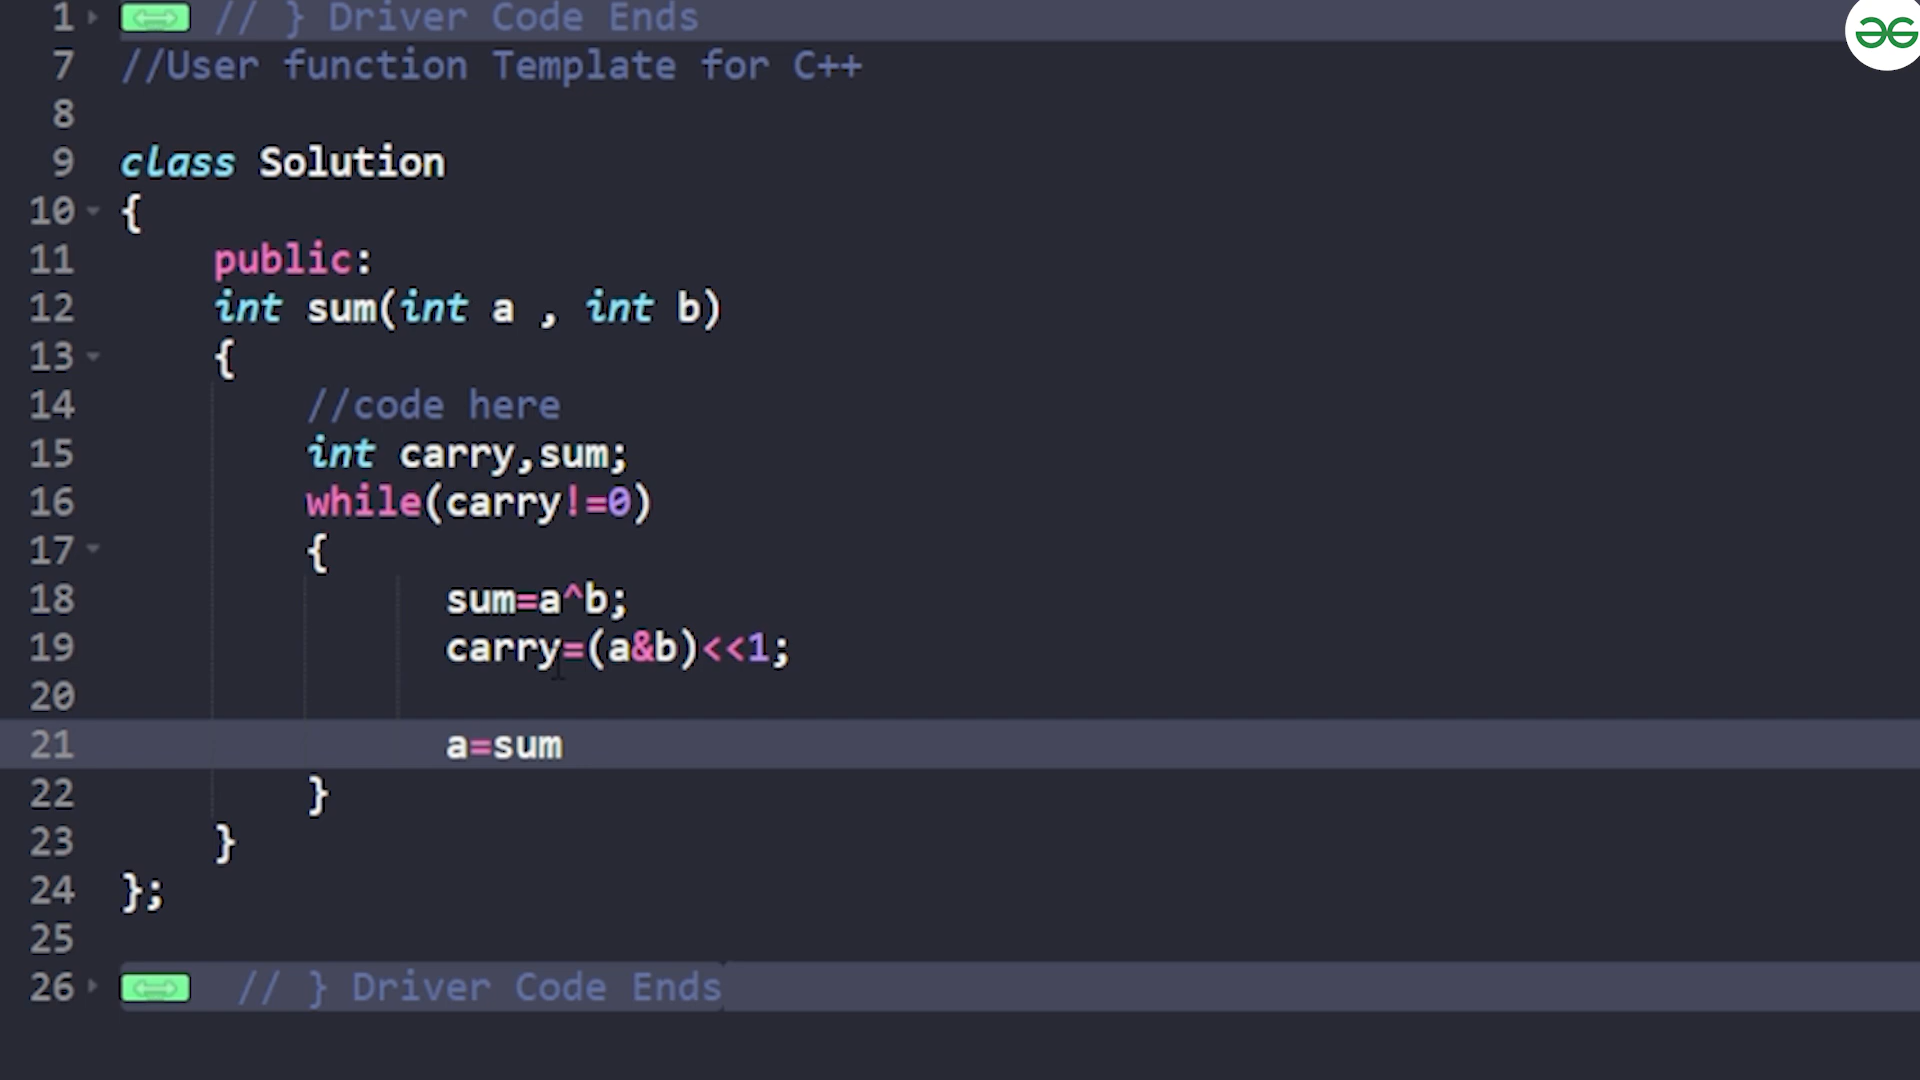 1 // } Driver Code Ends
7 //User function Template for C++
8
9 class Solution
10 {
11 public:
12 int sum(int a , int b)
13 {
14 //code here
15 int carry,sum;
16 while(carry!=0)
17 {
18 sum=a^b;
19 carry=(a&b)<<1;
20
21 a=sum
22 }
23 }
24 };
25
26 // } Driver Code Ends